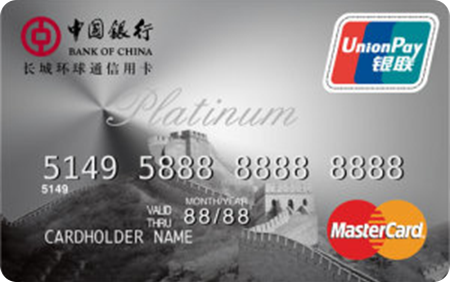 中国银行
BANK OF CHINA
长城环球通信用卡
UnionPay
银联
Platinum
5149 5888 8888 8888
5149
MONTH/YEAR
VALID THRU 88/88
CARDHOLDER NAME
MasterCard